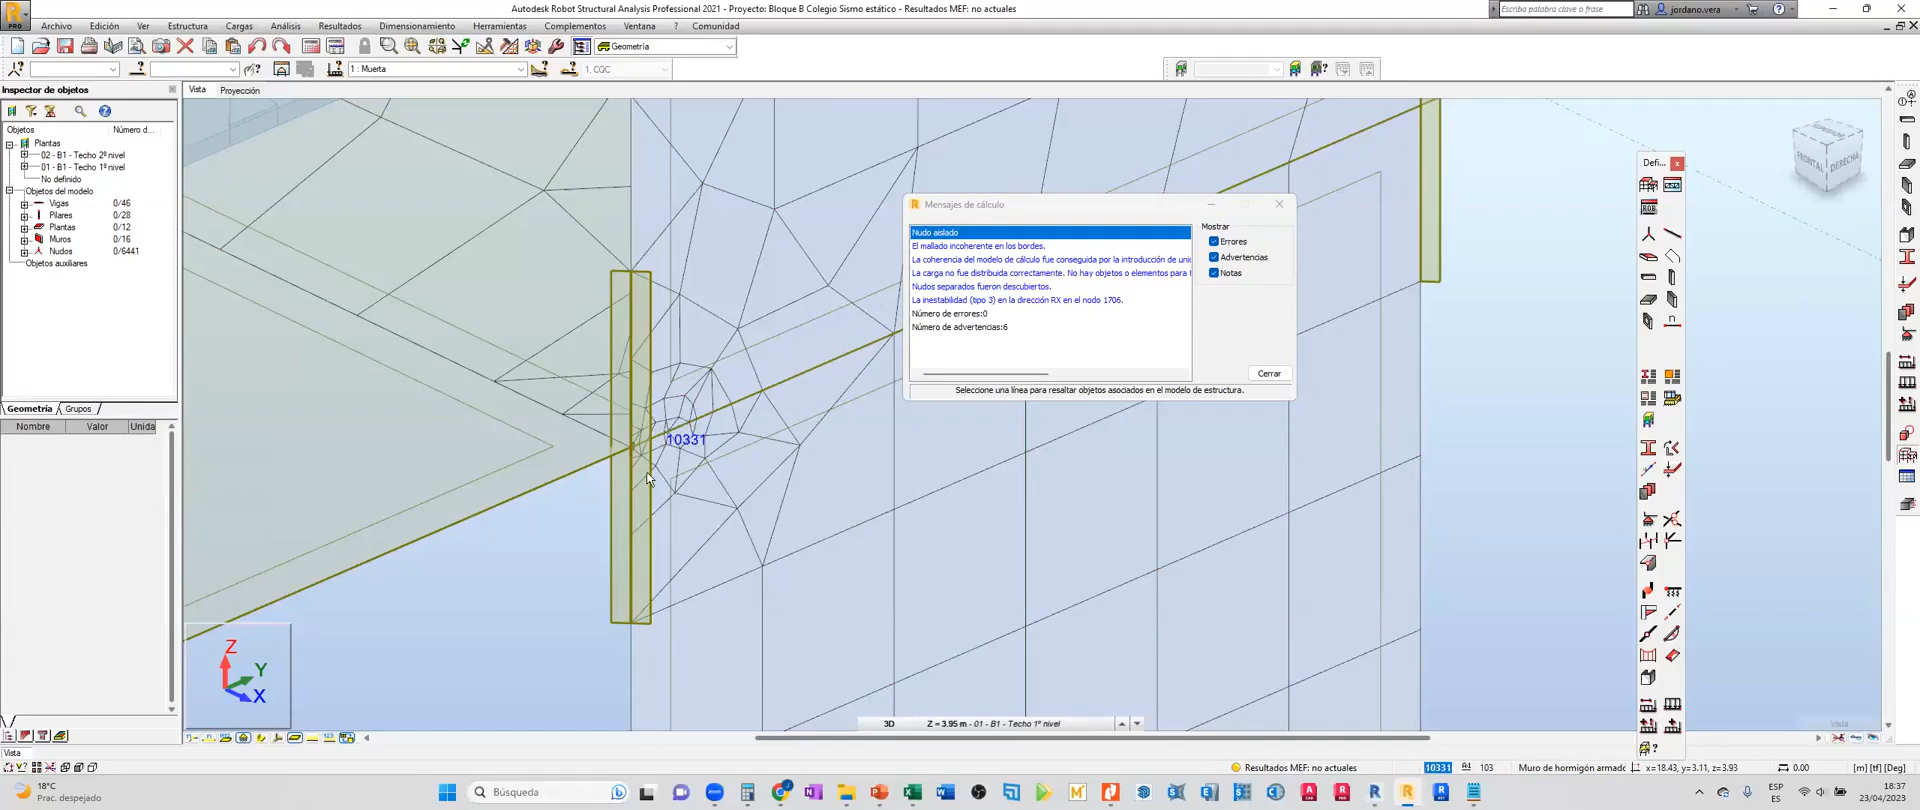 Autodesk Robot Structural Analysis Professional 2021 - Proyecto: Bloque B Colegio Sismo estático - Resultados MEF: no actuales
Escriba palabra clave o frase
jordano.vera
PRO
Archivo Edición Ver Estructura Cargas Análisis Resultados Dimensionamiento Herramientas Complementos Ventana ? Comunidad
Geometría
1 : Muerta
1. CQC
Inspector de objetos
Vista Proyección
Objetos Número d...
Plantas
02 - B1 - Techo 2º nivel
01 - B1 - Techo 1º nivel
No definido
Objetos del modelo
Vigas 0/46
Pilares 0/28
Plantas 0/12
Muros 0/16
Nudos 0/6441
Objetos auxiliares
Geometría Grupos
Nombre Valor Unida
Mensajes de cálculo
Nudo aislado
El mallado incoherente en los bordes.
La coherencia del modelo de cálculo fue conseguida por la introducción de unic
La carga no fue distribuida correctamente. No hay objetos o elementos para
Nudos separados fueron descubiertos.
La inestabilidad (tipo 3) en la dirección RX en el nodo 1706.
Número de errores:0
Número de advertencias:6
Mostrar
Errores
Advertencias
Notas
Cerrar
Seleccione una línea para resaltar objetos asociados en el modelo de estructura.
FRONTAL DERECHA
Defi...
10331
Z
Y
X
3D Z = 3.95 m - 01 - B1 - Techo 1º nivel
Vista
Vista
Resultados MEF: no actuales
10331
103
Muro de hormigón armado
x=18.43, y=3.11, z=3.93
0.00
[m] [tf] [Deg]
18°C
Prac. despejado
Búsqueda
ESP
ES
18:37
23/04/2023